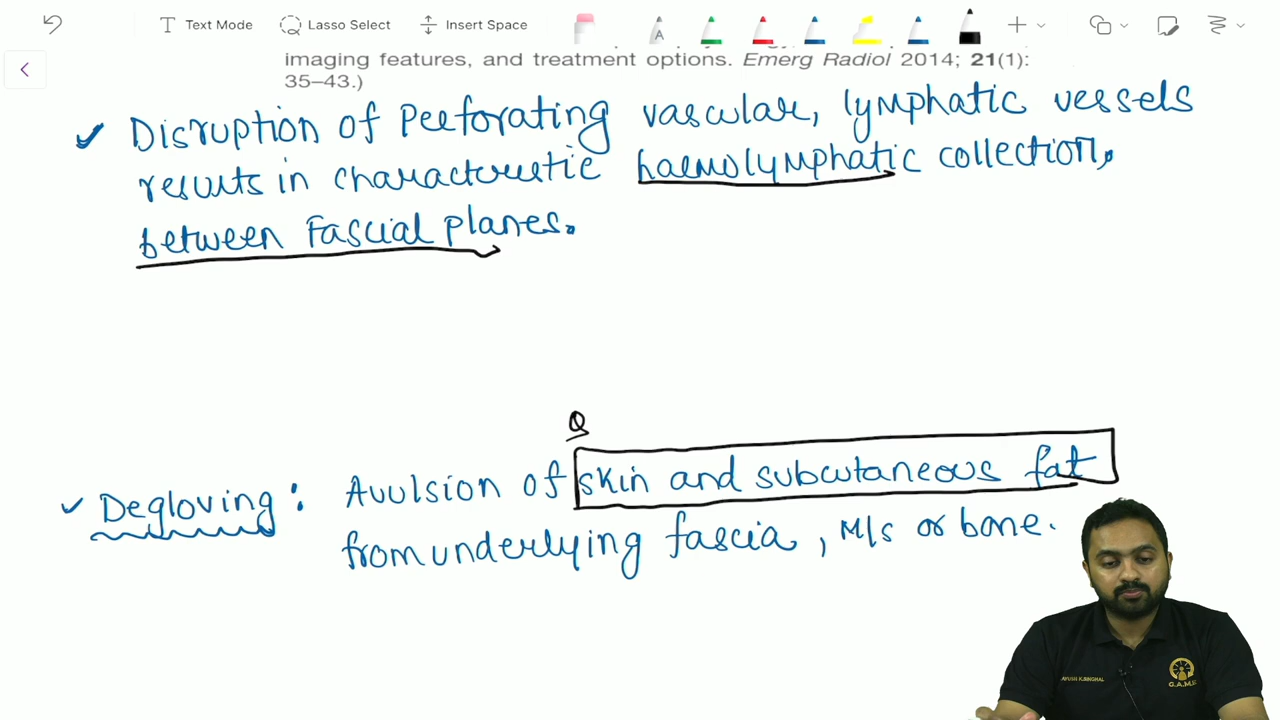 Text Mode
Lasso Select
Insert Space
A
imaging features, and treatment options. Emerg Radiol 2014; 21(1):
35–43.)
Disruption of Perforating vascular, lymphatic vessels
results in characteristic haemolymphatic collection,
between Fascial planes.
Q
Degloving: Avulsion of skin and subcutaneous fat
from underlying fascia, M/s or bone.
G.A.M.S